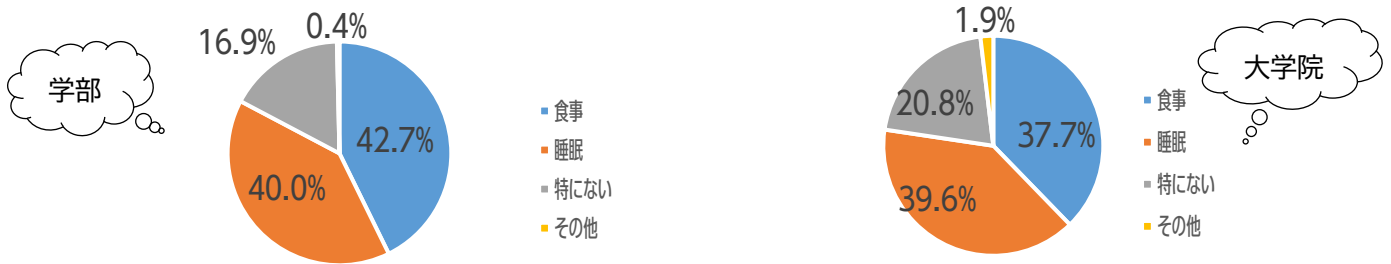 学部
16.9%
0.4%
42.7%
40.0%
食事
睡眠
特にない
その他
1.9%
20.8%
37.7%
39.6%
食事
睡眠
特にない
その他
大学院